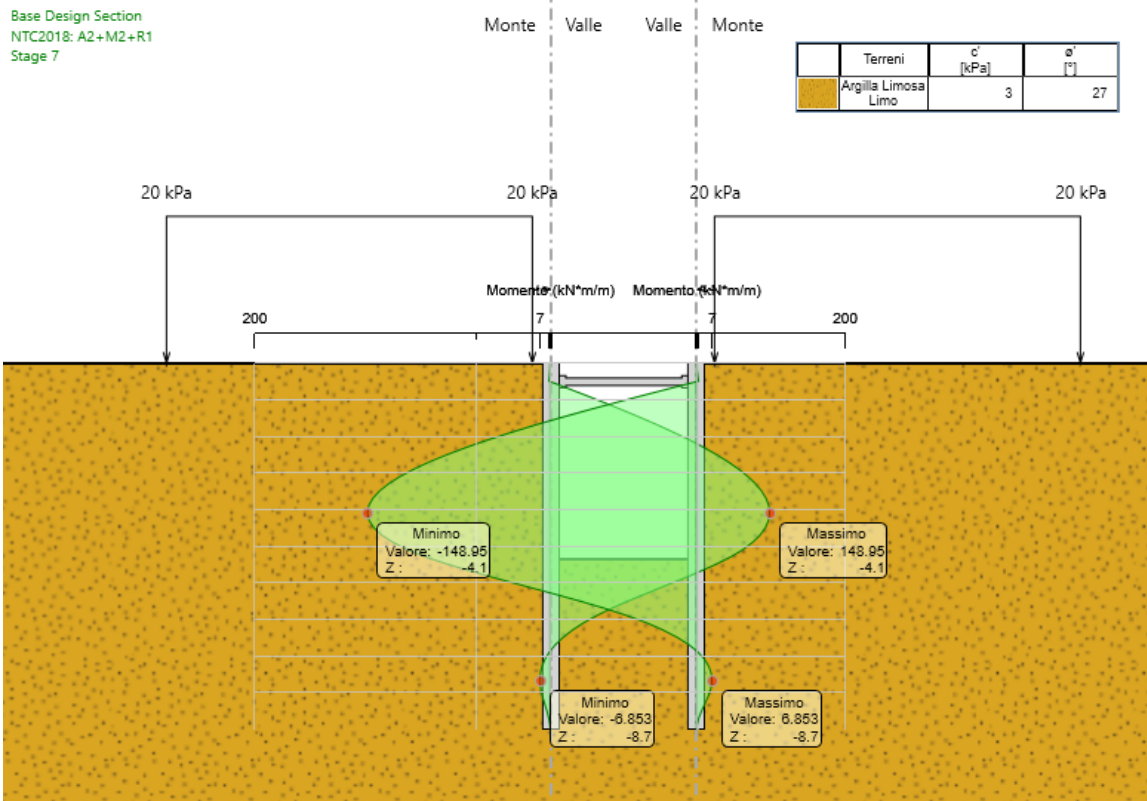 Base Design Section
NTC2018: A2+M2+R1
Stage 7
Monte Valle Valle Monte
Terreni c' ø'
[kPa] [°]
Argilla Limosa
Limo 3 27
20 kPa 20 kPa 20 kPa 20 kPa
Momento (kN*m/m) Momento (kN*m/m)
200 7 7 200
Minimo
Valore: -148.95
Z : -4.1
Massimo
Valore: 148.95
Z : -4.1
Minimo
Valore: -6.853
Z : -8.7
Massimo
Valore: 6.853
Z : -8.7